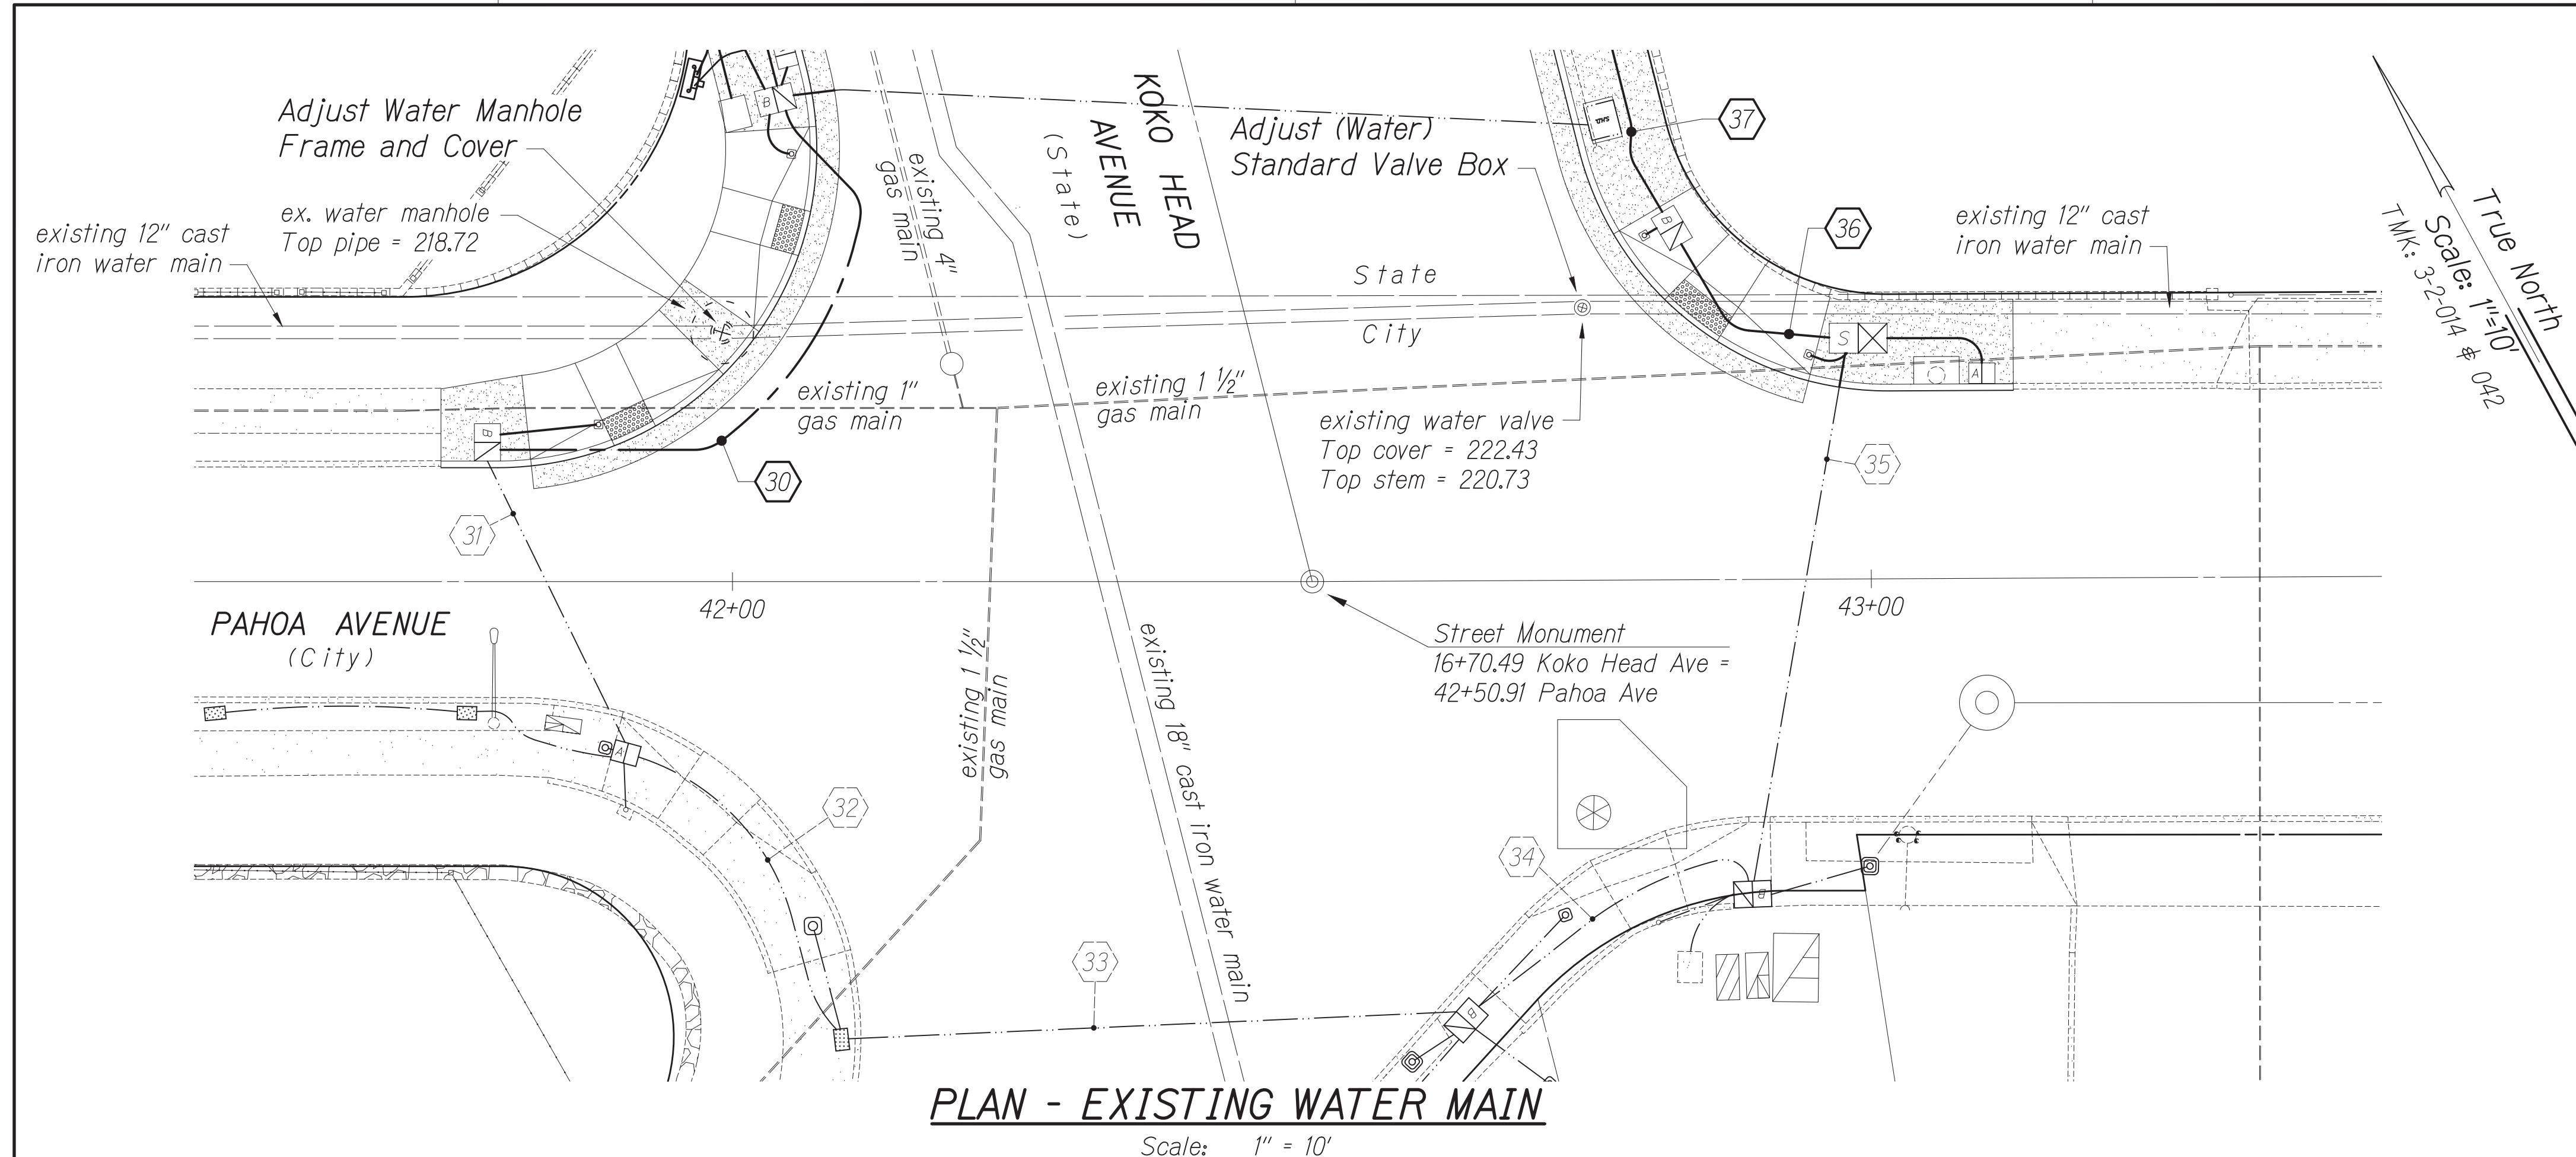 Adjust Water Manhole
Frame and Cover
ex. water manhole
Top pipe = 218.72
existing 12" cast
iron water main
B
existing 4"
gas main
KOKO HEAD
AVENUE
(State)
Adjust (Water)
Standard Valve Box
SMH
37
36
B
existing 12" cast
iron water main
True North
Scale: 1"=10'
TMK: 3-2-014 & 042
State
City
S
A
existing 1"
gas main
existing 1 1/2"
gas main
existing water valve
Top cover = 222.43
Top stem = 220.73
B
30
31
35
42+00
43+00
PAHOA AVENUE
(City)
Street Monument
16+70.49 Koko Head Ave =
42+50.91 Pahoa Ave
existing 1 1/2"
gas main
existing 18" cast iron water main
A
32
33
34
B
B
PLAN - EXISTING WATER MAIN
Scale: 1" = 10'